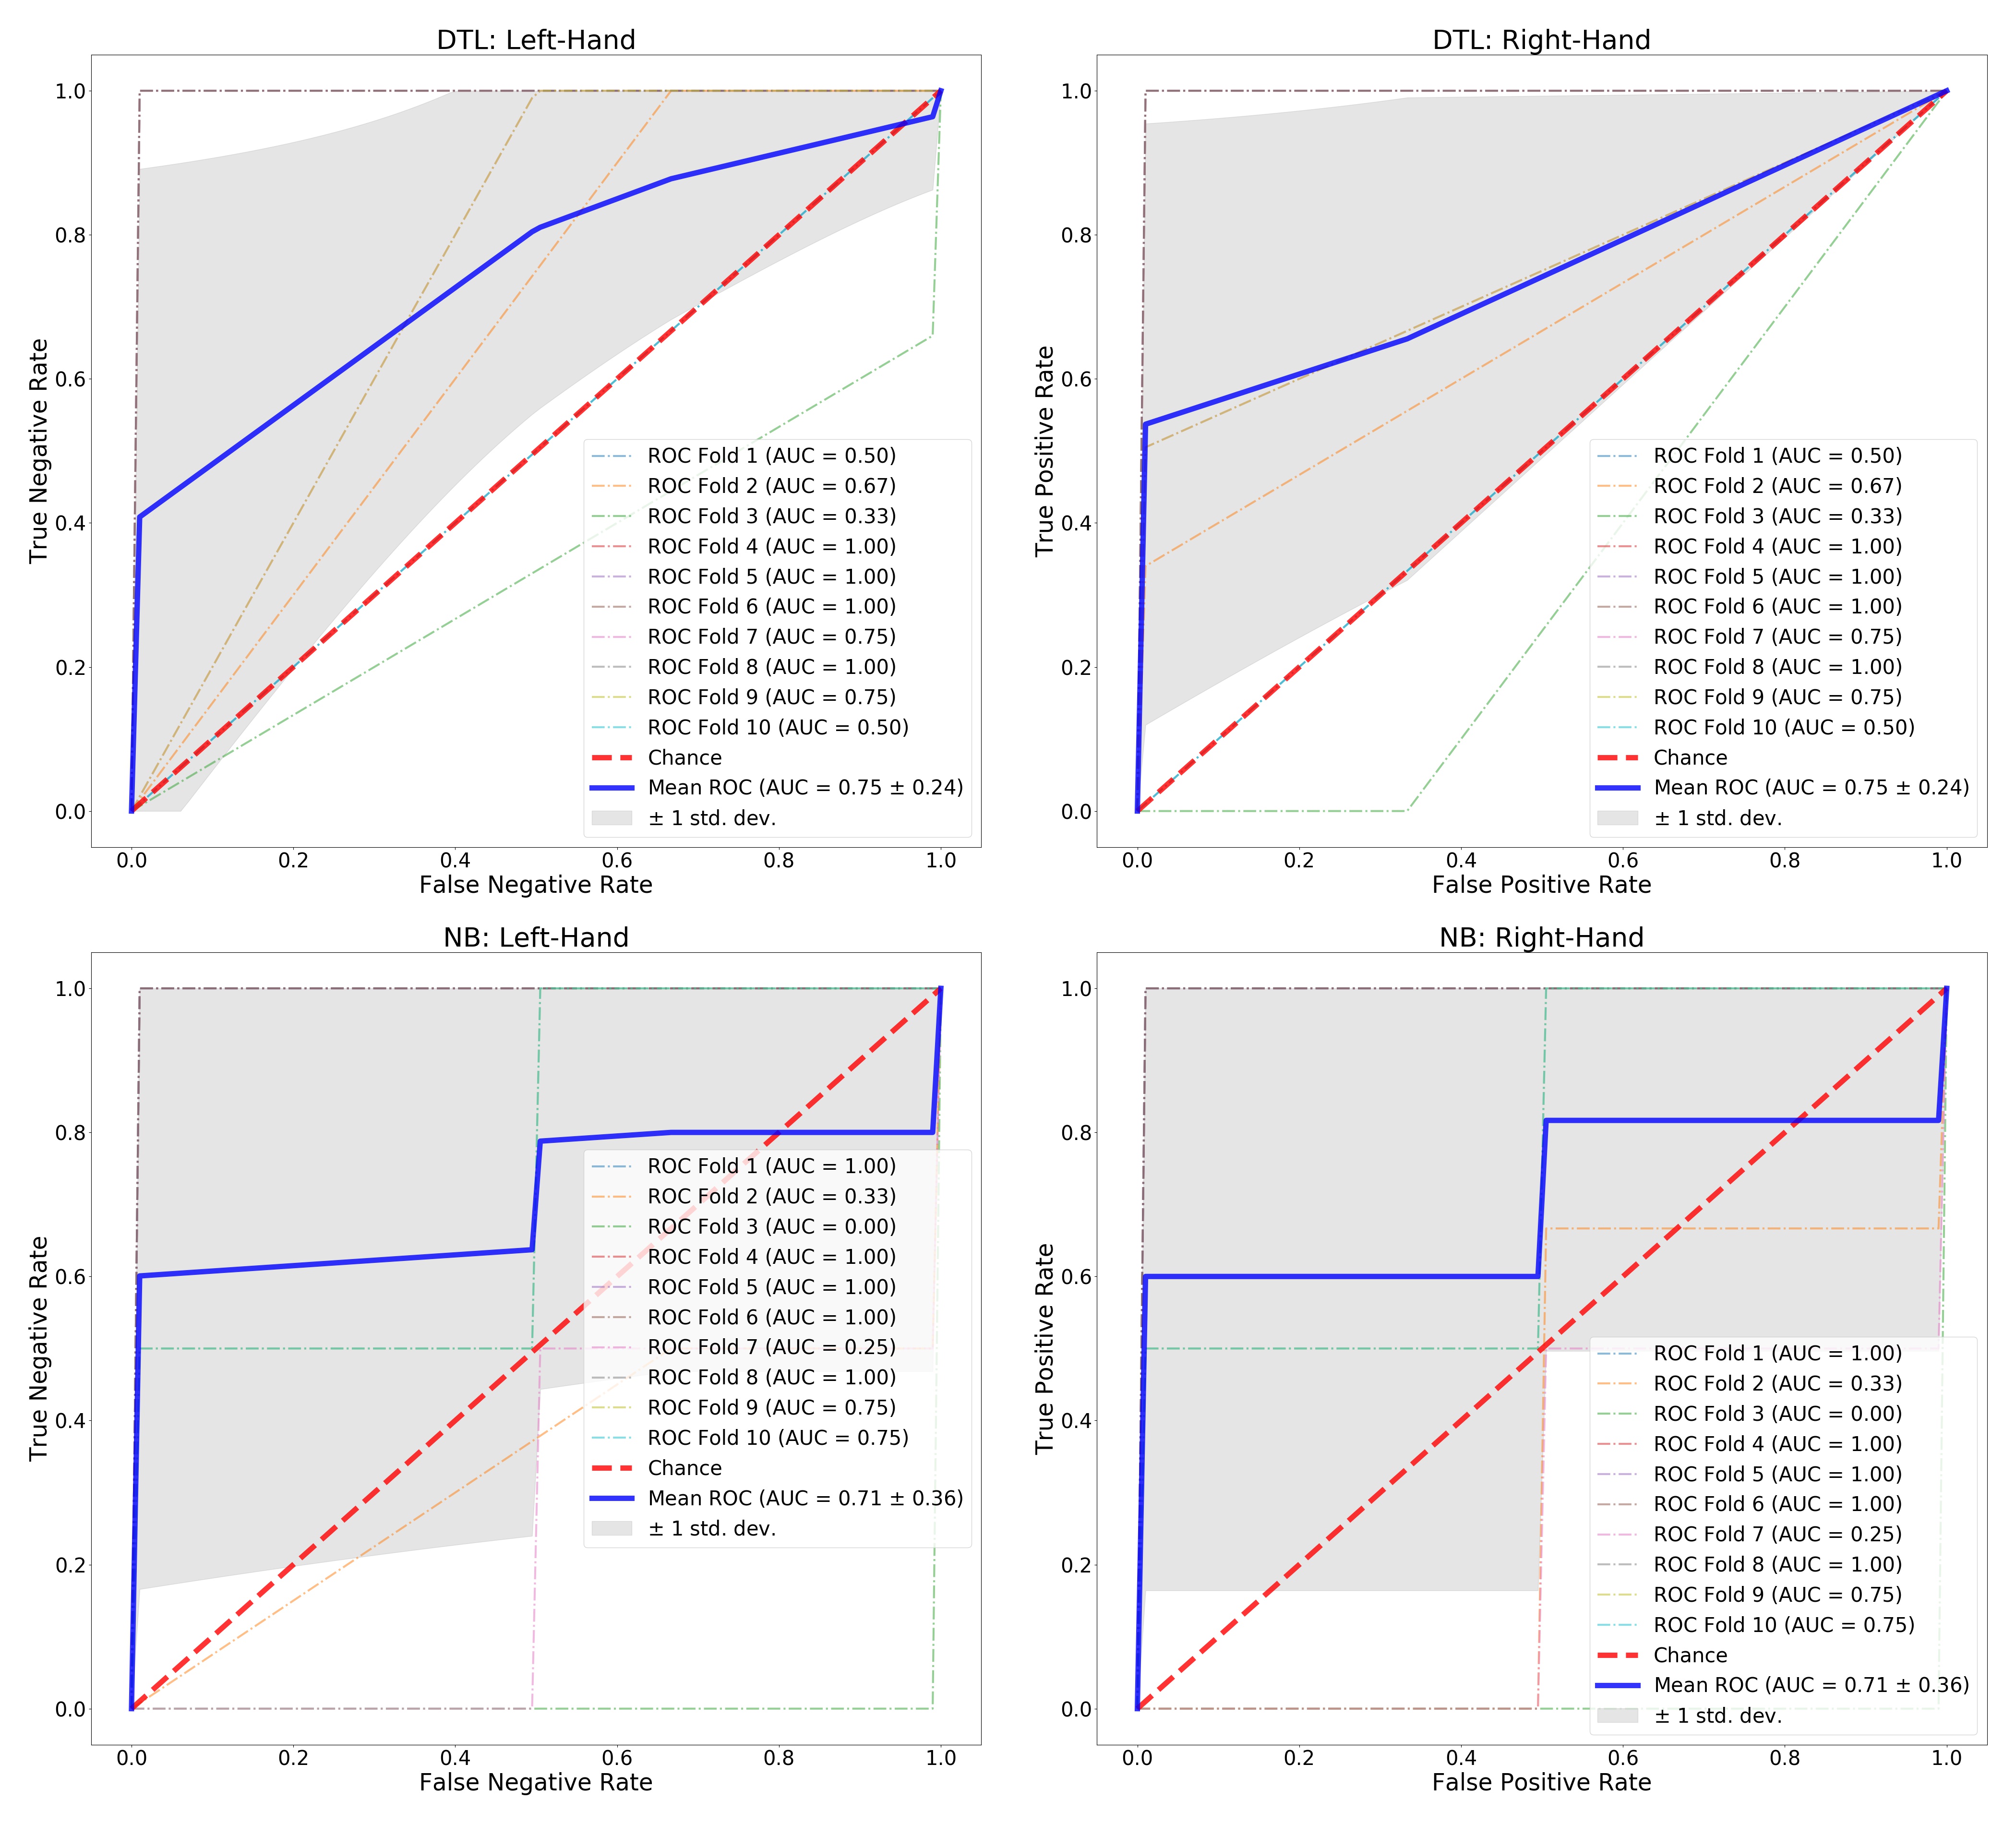 DTL: Left-Hand
True Negative Rate
1.0
0.8
0.6
0.4
0.2
0.0
ROC Fold 1 (AUC = 0.50)
ROC Fold 2 (AUC = 0.67)
ROC Fold 3 (AUC = 0.33)
ROC Fold 4 (AUC = 1.00)
ROC Fold 5 (AUC = 1.00)
ROC Fold 6 (AUC = 1.00)
ROC Fold 7 (AUC = 0.75)
ROC Fold 8 (AUC = 1.00)
ROC Fold 9 (AUC = 0.75)
ROC Fold 10 (AUC = 0.50)
Chance
Mean ROC (AUC = 0.75 ± 0.24)
± 1 std. dev.
0.0 0.2 0.4 0.6 0.8 1.0
False Negative Rate
DTL: Right-Hand
True Positive Rate
1.0
0.8
0.6
0.4
0.2
0.0
ROC Fold 1 (AUC = 0.50)
ROC Fold 2 (AUC = 0.67)
ROC Fold 3 (AUC = 0.33)
ROC Fold 4 (AUC = 1.00)
ROC Fold 5 (AUC = 1.00)
ROC Fold 6 (AUC = 1.00)
ROC Fold 7 (AUC = 0.75)
ROC Fold 8 (AUC = 1.00)
ROC Fold 9 (AUC = 0.75)
ROC Fold 10 (AUC = 0.50)
Chance
Mean ROC (AUC = 0.75 ± 0.24)
± 1 std. dev.
0.0 0.2 0.4 0.6 0.8 1.0
False Positive Rate
NB: Left-Hand
True Negative Rate
1.0
0.8
0.6
0.4
0.2
0.0
ROC Fold 1 (AUC = 1.00)
ROC Fold 2 (AUC = 0.33)
ROC Fold 3 (AUC = 0.00)
ROC Fold 4 (AUC = 1.00)
ROC Fold 5 (AUC = 1.00)
ROC Fold 6 (AUC = 1.00)
ROC Fold 7 (AUC = 0.25)
ROC Fold 8 (AUC = 1.00)
ROC Fold 9 (AUC = 0.75)
ROC Fold 10 (AUC = 0.75)
Chance
Mean ROC (AUC = 0.71 ± 0.36)
± 1 std. dev.
0.0 0.2 0.4 0.6 0.8 1.0
False Negative Rate
NB: Right-Hand
True Positive Rate
1.0
0.8
0.6
0.4
0.2
0.0
ROC Fold 1 (AUC = 1.00)
ROC Fold 2 (AUC = 0.33)
ROC Fold 3 (AUC = 0.00)
ROC Fold 4 (AUC = 1.00)
ROC Fold 5 (AUC = 1.00)
ROC Fold 6 (AUC = 1.00)
ROC Fold 7 (AUC = 0.25)
ROC Fold 8 (AUC = 1.00)
ROC Fold 9 (AUC = 0.75)
ROC Fold 10 (AUC = 0.75)
Chance
Mean ROC (AUC = 0.71 ± 0.36)
± 1 std. dev.
0.0 0.2 0.4 0.6 0.8 1.0
False Positive Rate